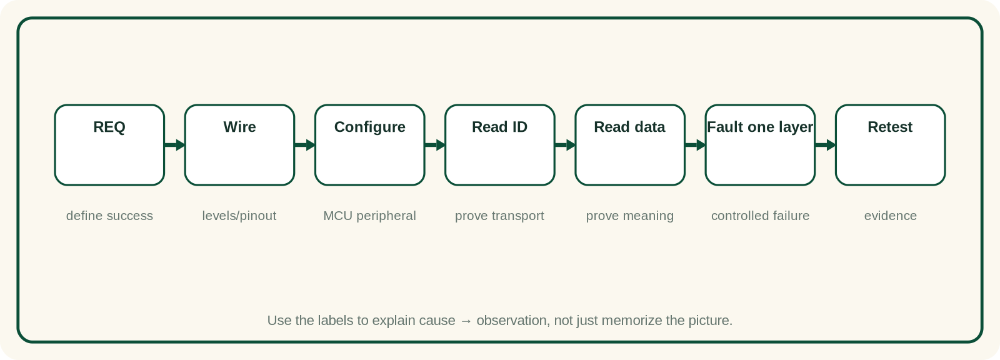 REQ
Wire
Configure
Read ID
Read data
Fault one layer
Retest
define success
levels/pinout
MCU peripheral
prove transport
prove meaning
controlled failure
evidence
Use the labels to explain cause → observation, not just memorize the picture.